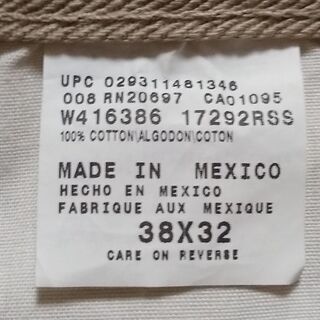 UPC 029311481346
008 RN20697 CA01095
W416386 17292RSS
100% COTTON\ALGODON\COTON
MADE IN MEXICO
HECHO EN MEXICO
FABRIQUE AUX MEXIQUE
38X32
CARE ON REVERSE